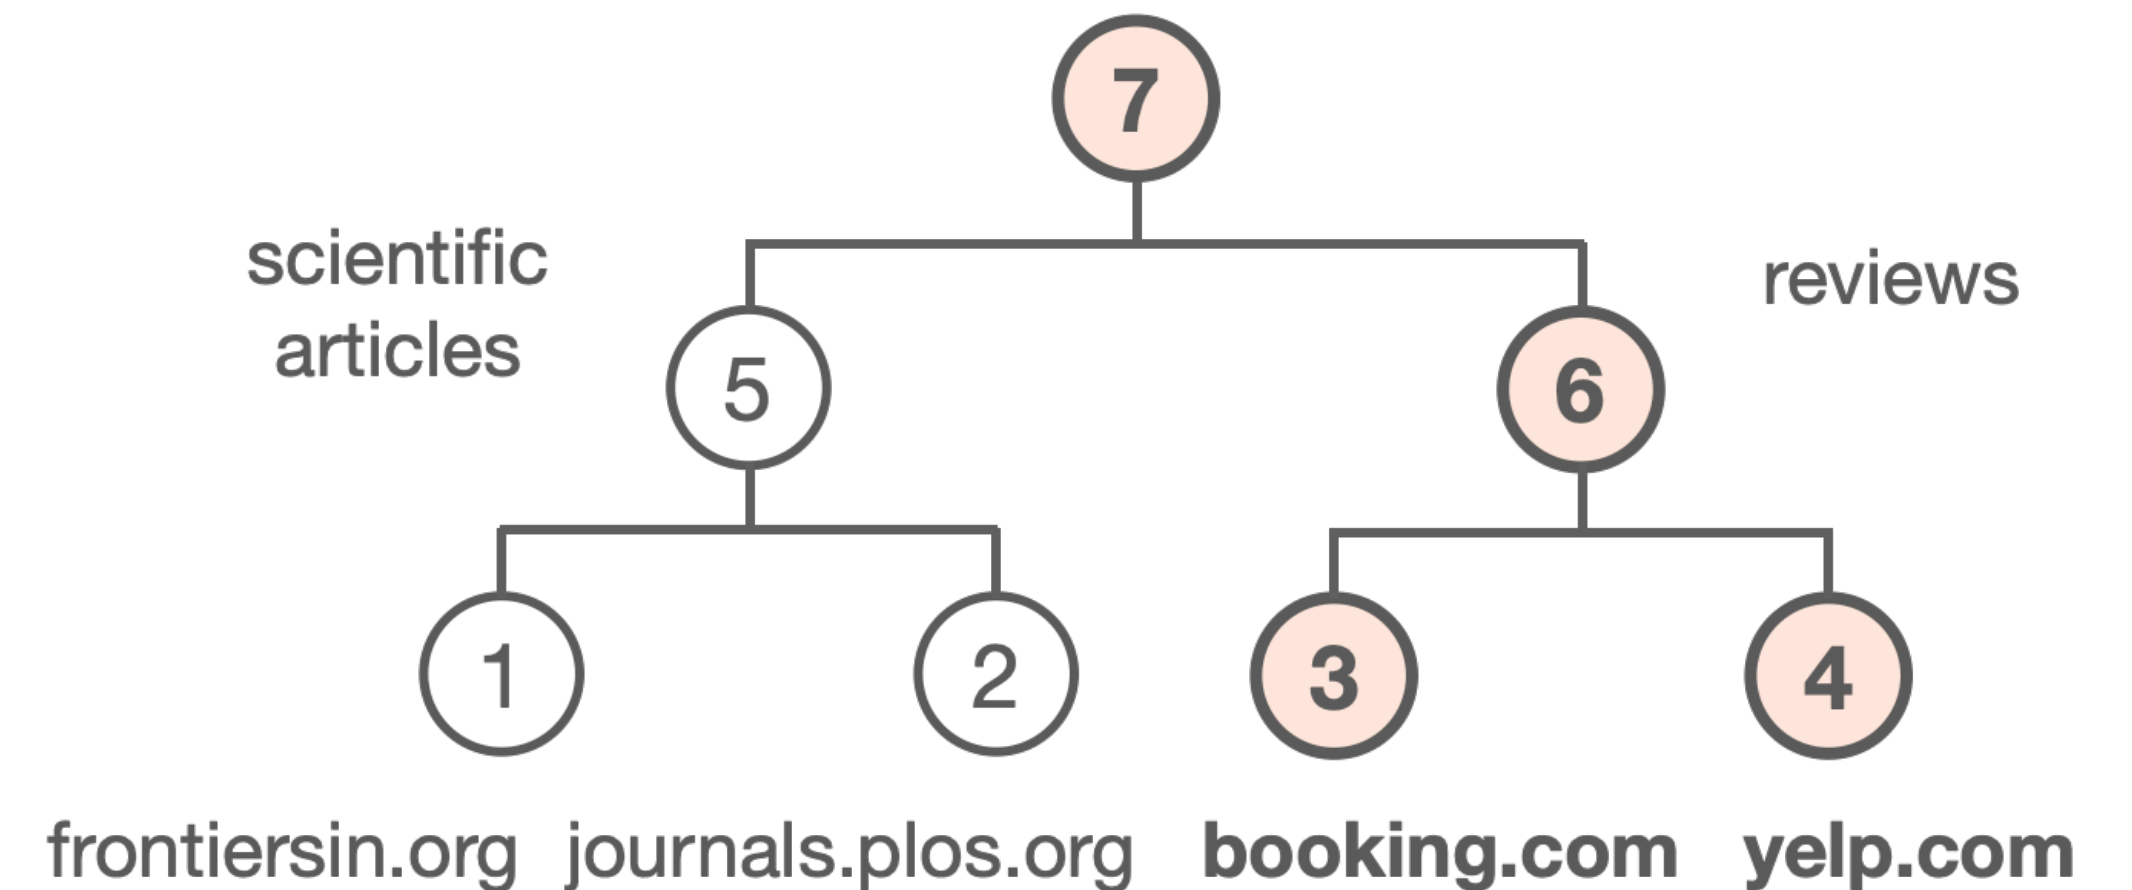 7
scientific
articles
reviews
5
6
1
2
3
4
frontiersin.org
journals.plos.org
booking.com
yelp.com